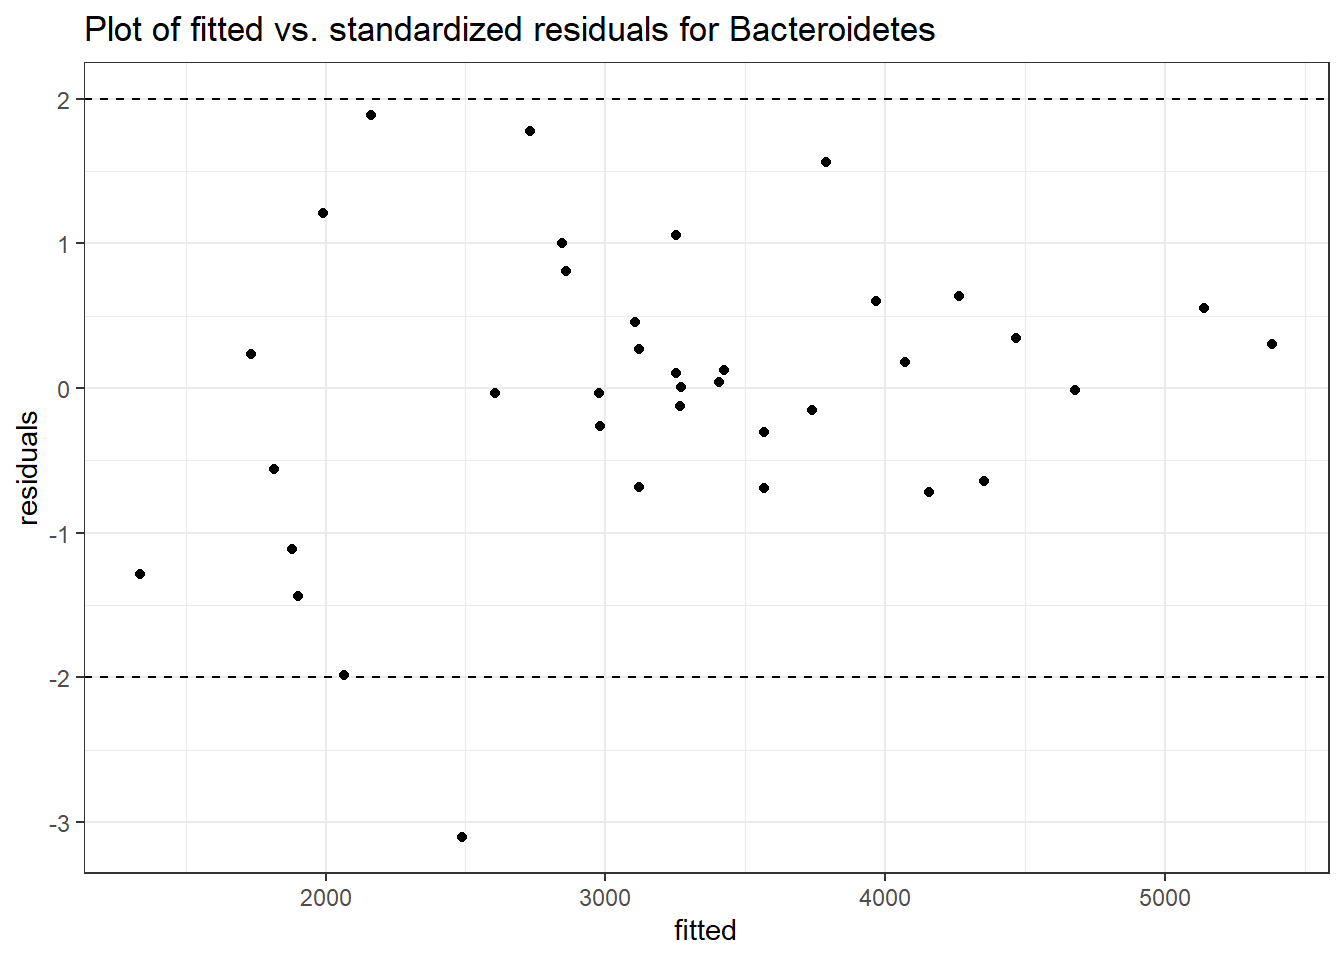 Plot of fitted vs. standardized residuals for Bacteroidetes
residuals
2
1
0
-1
-2
-3
2000 3000 4000 5000
fitted